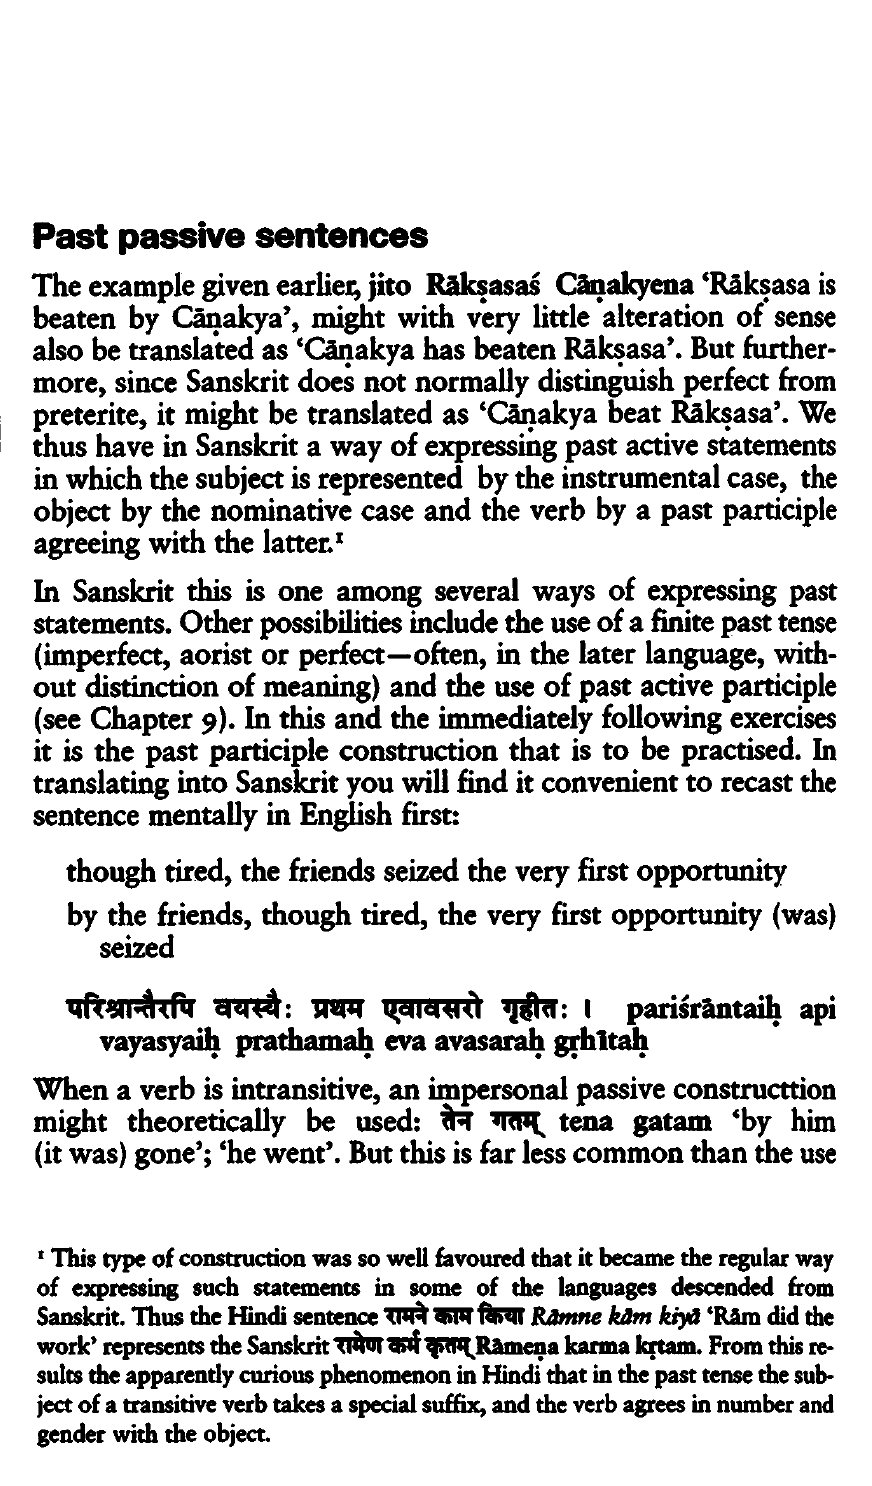 Past passive sentences
The example given earlier, jito Rākṣasaś Cāṇakyena ‘Rākṣasa is
beaten by Cāṇakya’, might with very little alteration of sense
also be translated as ‘Cāṇakya has beaten Rākṣasa’. But further-
more, since Sanskrit does not normally distinguish perfect from
preterite, it might be translated as ‘Cāṇakya beat Rākṣasa’. We
thus have in Sanskrit a way of expressing past active statements
in which the subject is represented by the instrumental case, the
object by the nominative case and the verb by a past participle
agreeing with the latter.¹
In Sanskrit this is one among several ways of expressing past
statements. Other possibilities include the use of a finite past tense
(imperfect, aorist or perfect—often, in the later language, with-
out distinction of meaning) and the use of past active participle
(see Chapter 9). In this and the immediately following exercises
it is the past participle construction that is to be practised. In
translating into Sanskrit you will find it convenient to recast the
sentence mentally in English first:
though tired, the friends seized the very first opportunity
by the friends, though tired, the very first opportunity (was)
seized
परिश्रान्तैरपि वयस्यैः प्रथम एवावसरो गृहीतः । pariśrāntaiḥ api
vayasyaiḥ prathamaḥ eva avasaraḥ gṛhītaḥ
When a verb is intransitive, an impersonal passive constructtion
might theoretically be used: तेन गतम् tena gatam ‘by him
(it was) gone’; ‘he went’. But this is far less common than the use
¹ This type of construction was so well favoured that it became the regular way
of expressing such statements in some of the languages descended from
Sanskrit. Thus the Hindi sentence रामने काम किया Rāmne kām kiyā ‘Rām did the
work’ represents the Sanskrit रामेण कर्म कृतम् Rāmeṇa karma kṛtam. From this re-
sults the apparently curious phenomenon in Hindi that in the past tense the sub-
ject of a transitive verb takes a special suffix, and the verb agrees in number and
gender with the object.